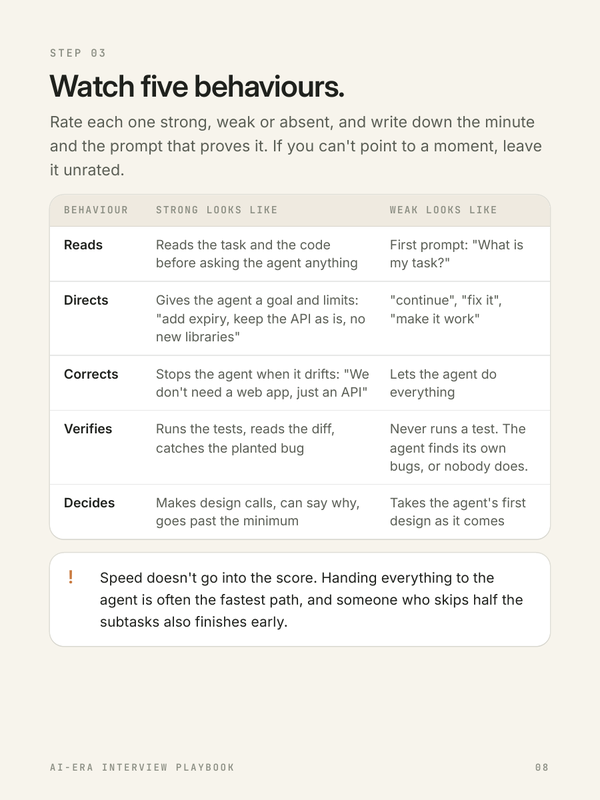 STEP 03
Watch five behaviours.
Rate each one strong, weak or absent, and write down the minute
and the prompt that proves it. If you can't point to a moment, leave
it unrated.
BEHAVIOUR STRONG LOOKS LIKE WEAK LOOKS LIKE
Reads Reads the task and the code First prompt: "What is
before asking the agent anything my task?"
Directs Gives the agent a goal and limits: "continue", "fix it",
"add expiry, keep the API as is, no "make it work"
new libraries"
Corrects Stops the agent when it drifts: "We Lets the agent do
don't need a web app, just an API" everything
Verifies Runs the tests, reads the diff, Never runs a test. The
catches the planted bug agent finds its own
bugs, or nobody does.
Decides Makes design calls, can say why, Takes the agent's first
goes past the minimum design as it comes
! Speed doesn't go into the score. Handing everything to the
agent is often the fastest path, and someone who skips half the
subtasks also finishes early.
AI-ERA INTERVIEW PLAYBOOK 08